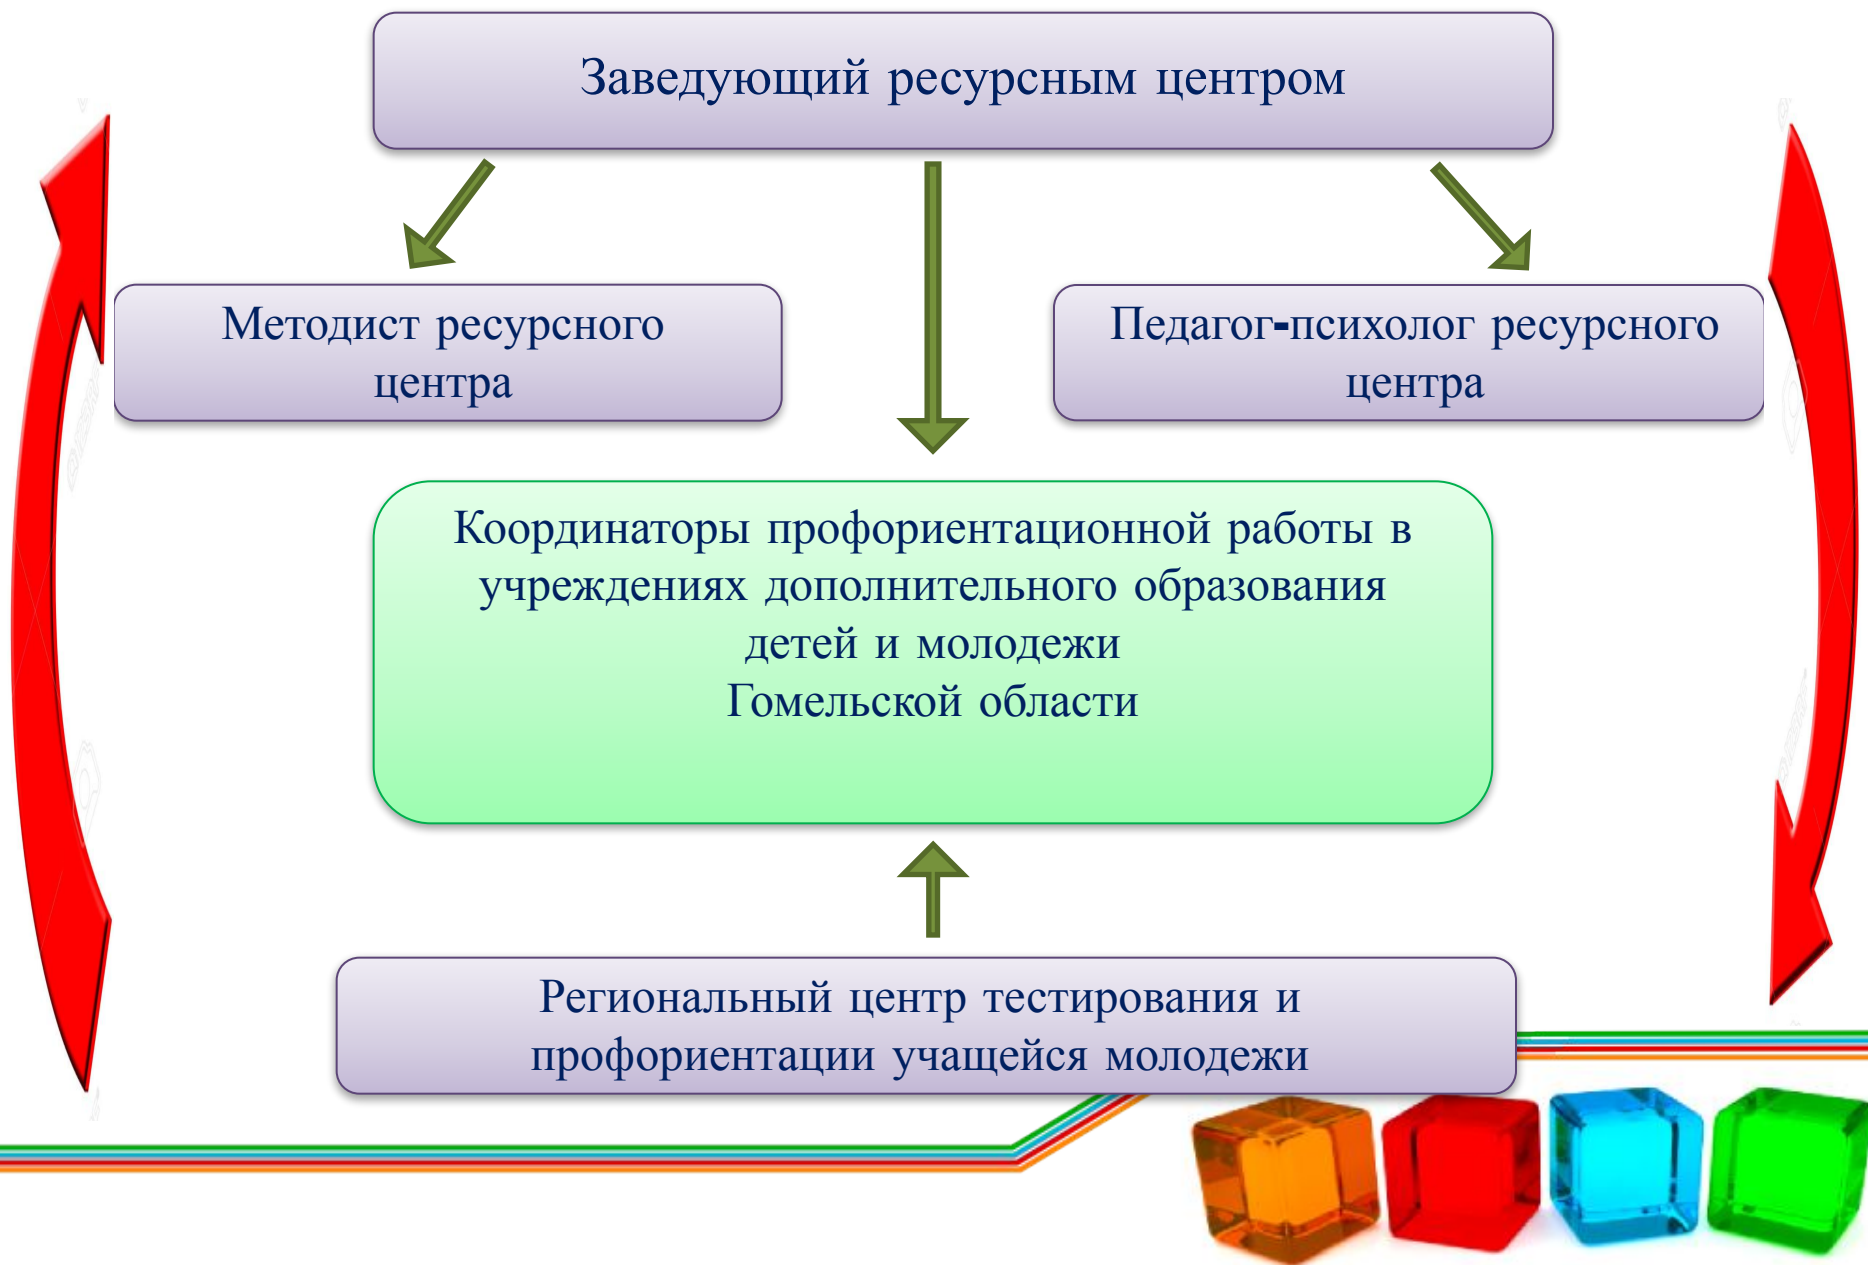 Заведующий ресурсным центром
Методист ресурсного
центра
Педагог-психолог ресурсного
центра
Координаторы профориентационной работы в
учреждениях дополнительного образования
детей и молодежи
Гомельской области
Региональный центр тестирования и
профориентации учащейся молодежи